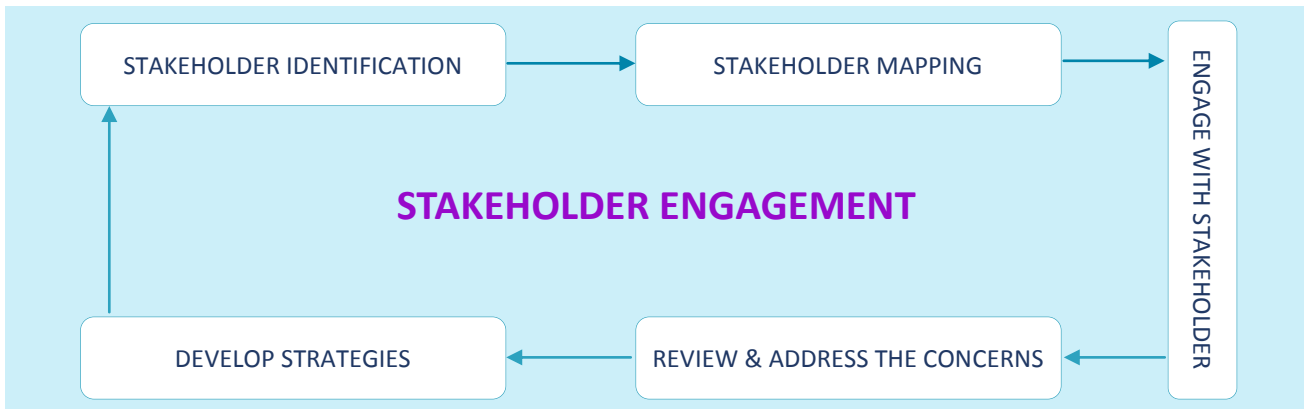 STAKEHOLDER IDENTIFICATION
STAKEHOLDER MAPPING
ENGAGE WITH STAKEHOLDER
STAKEHOLDER ENGAGEMENT
DEVELOP STRATEGIES
REVIEW & ADDRESS THE CONCERNS